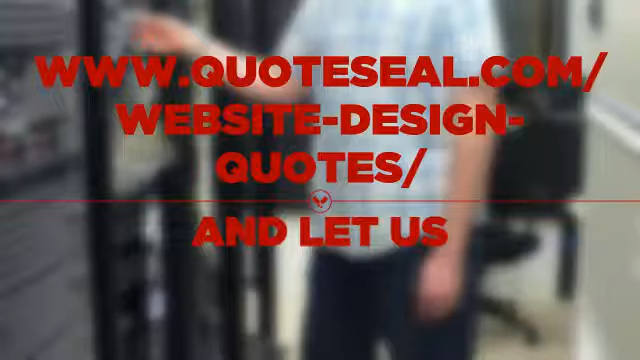 WWW.QUOTESEAL.COM/
WEBSITE-DESIGN-
QUOTES/
AND LET US